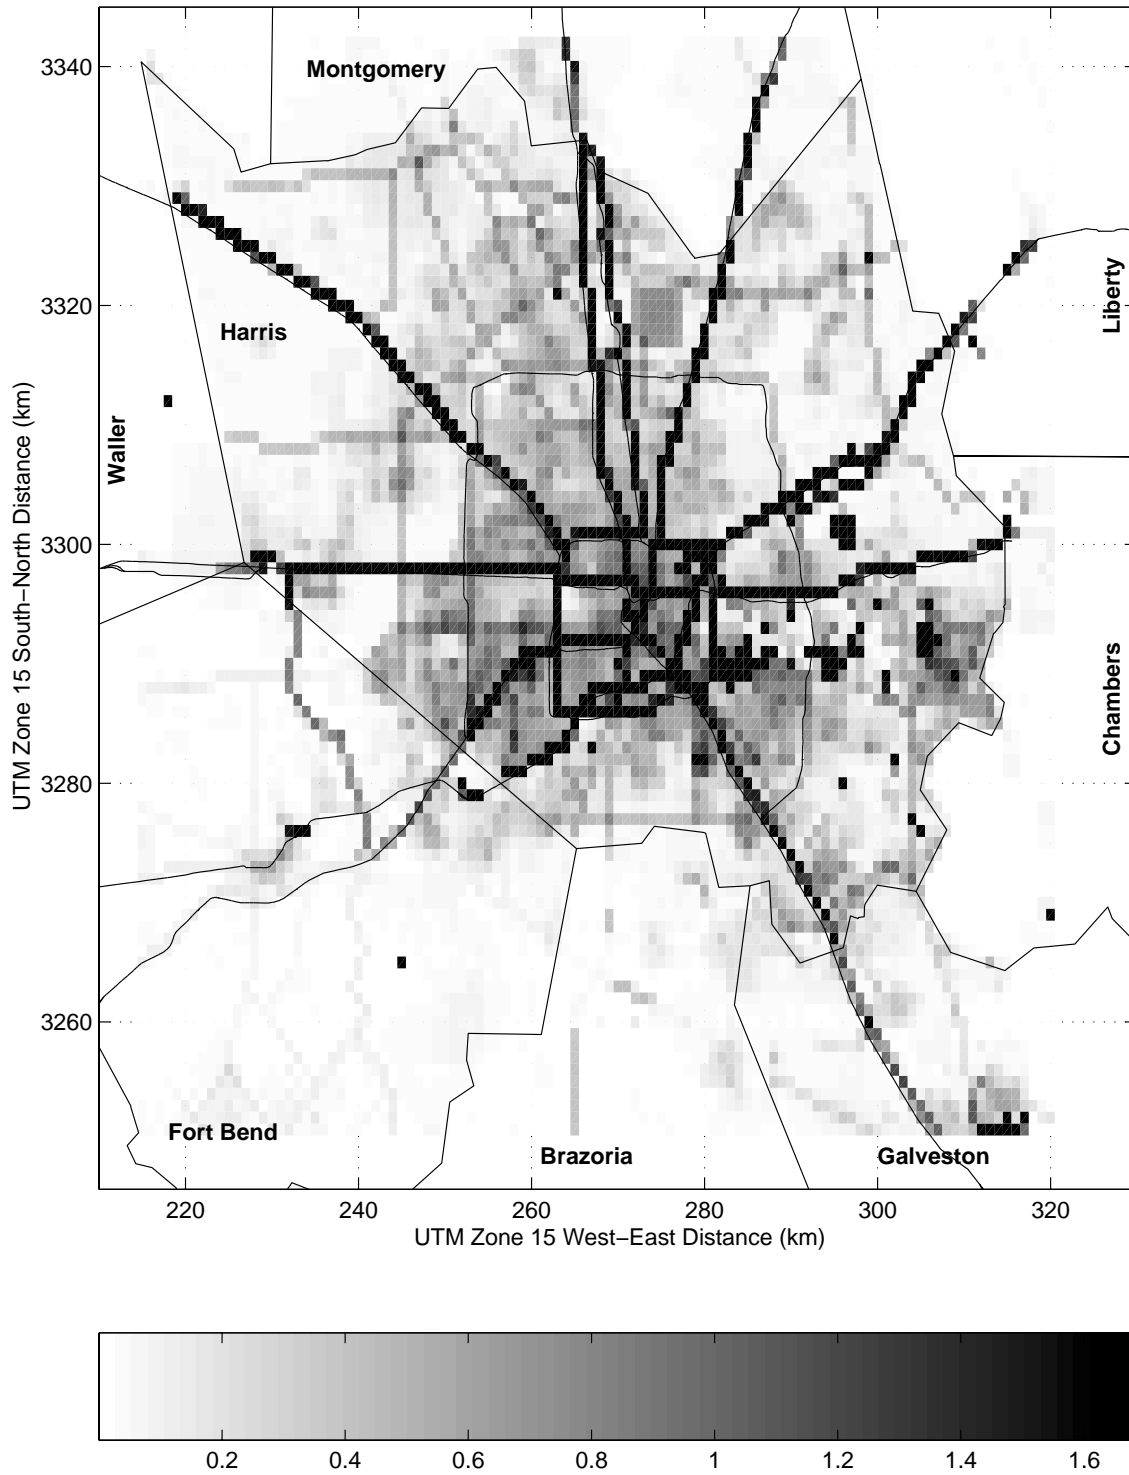 Montgomery
Harris
Liberty
Waller
Chambers
Fort Bend
Brazoria
Galveston
3340
3320
3300
3280
3260
UTM Zone 15 South−North Distance (km)
220 240 260 280 300 320
UTM Zone 15 West−East Distance (km)
0.2 0.4 0.6 0.8 1 1.2 1.4 1.6